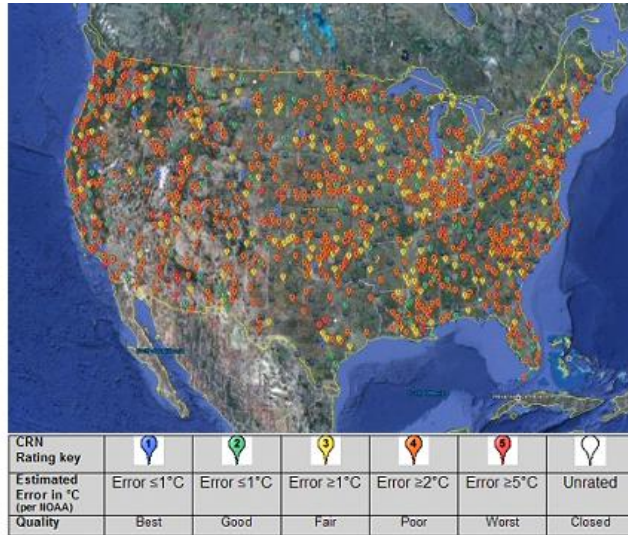 CRN
Rating key
1
2
3
4
5
Estimated
Error in °C
(per NOAA)
Error ≤1°C
Error ≤1°C
Error ≥1°C
Error ≥2°C
Error ≥5°C
Unrated
Quality
Best
Good
Fair
Poor
Worst
Closed